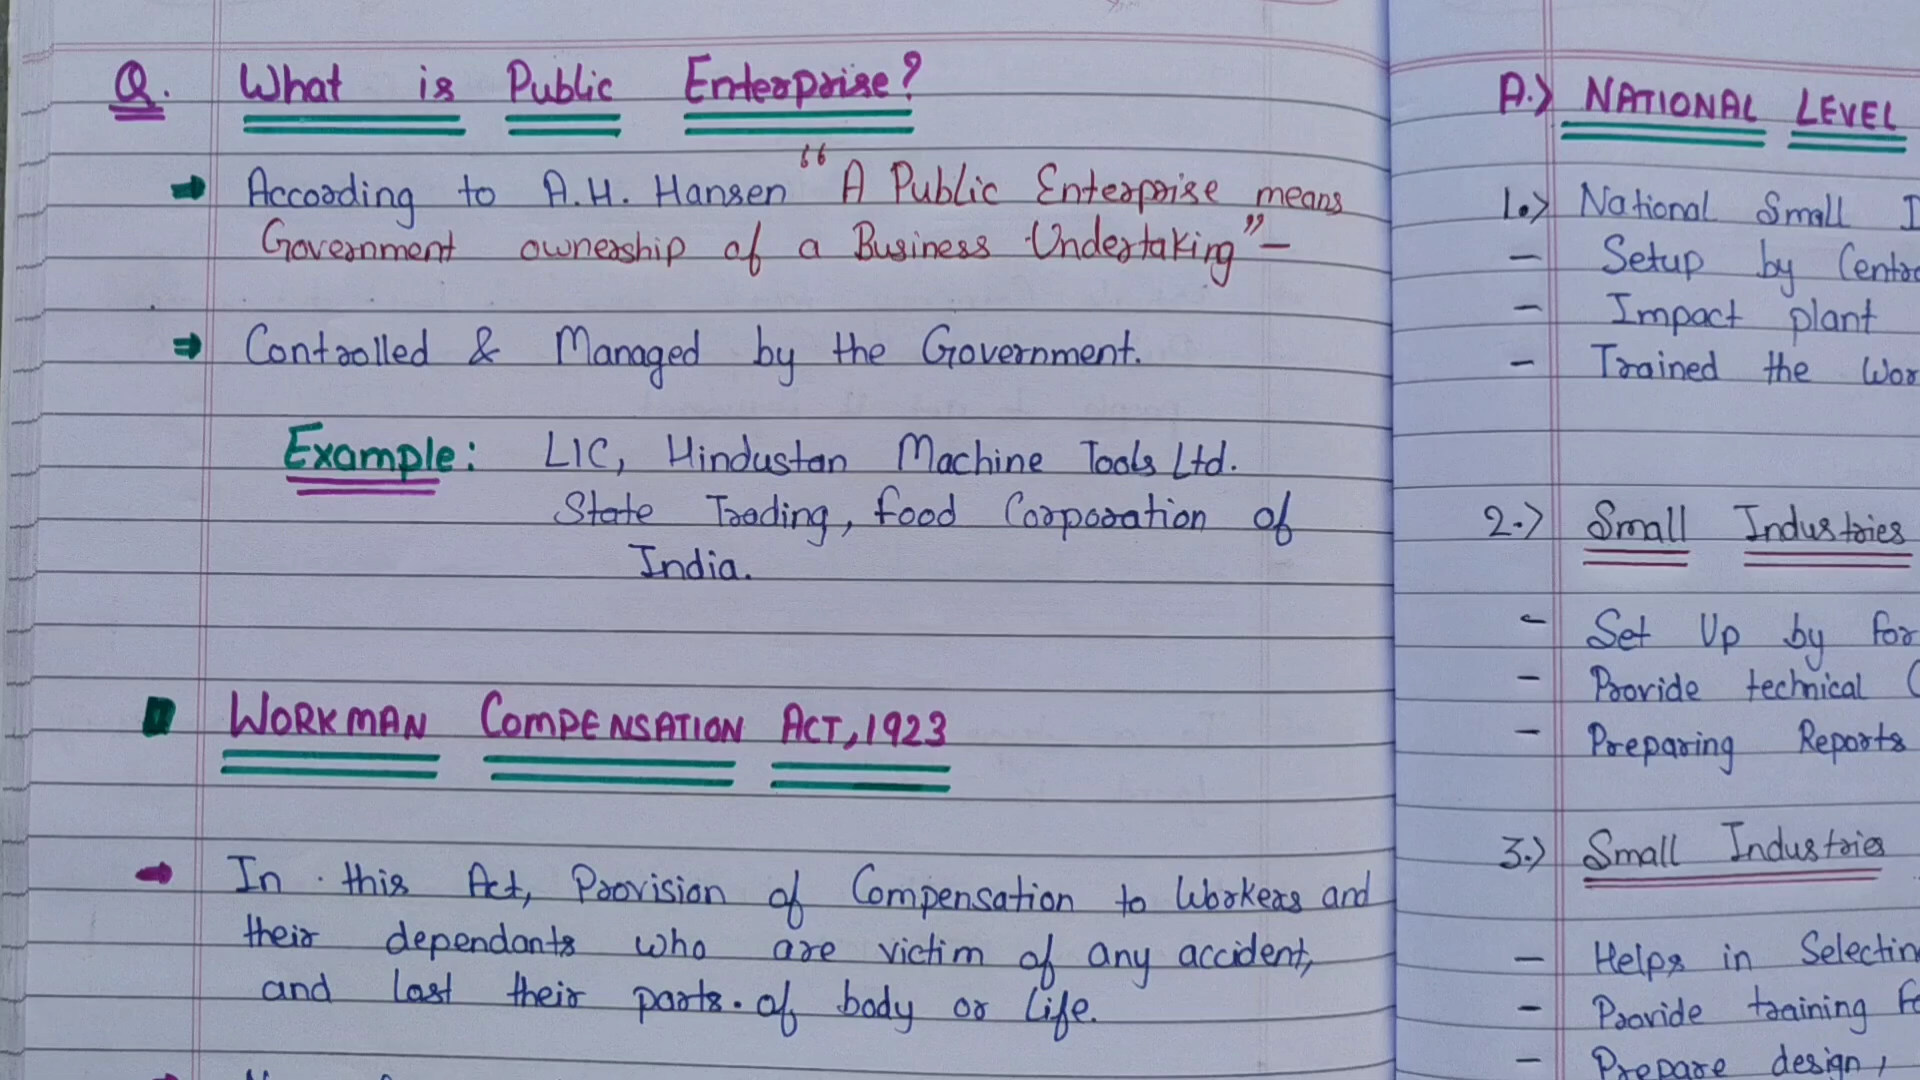 Q. What is Public Enterprise?
→ According to A.H. Hansen "A Public Enterprise means
Government ownership of a Business Undertaking"–
→ Controlled & Managed by the Government.
Example: LIC, Hindustan Machine Tools Ltd.
State Trading, Food Corporation of
India.
WORKMAN COMPENSATION ACT, 1923
→ In this Act, Provision of Compensation to Workers and
their dependants who are victim of any accident,
and lost their parts of body or life.
A.) NATIONAL LEVEL
1.) National Small
– Setup by
– Impact plant
– Trained the
2.) Small Industries
– Set Up by
– Provide technical
– Preparing Reports
3.) Small Industries
– Helps in
– Provide training
– Prepare design,